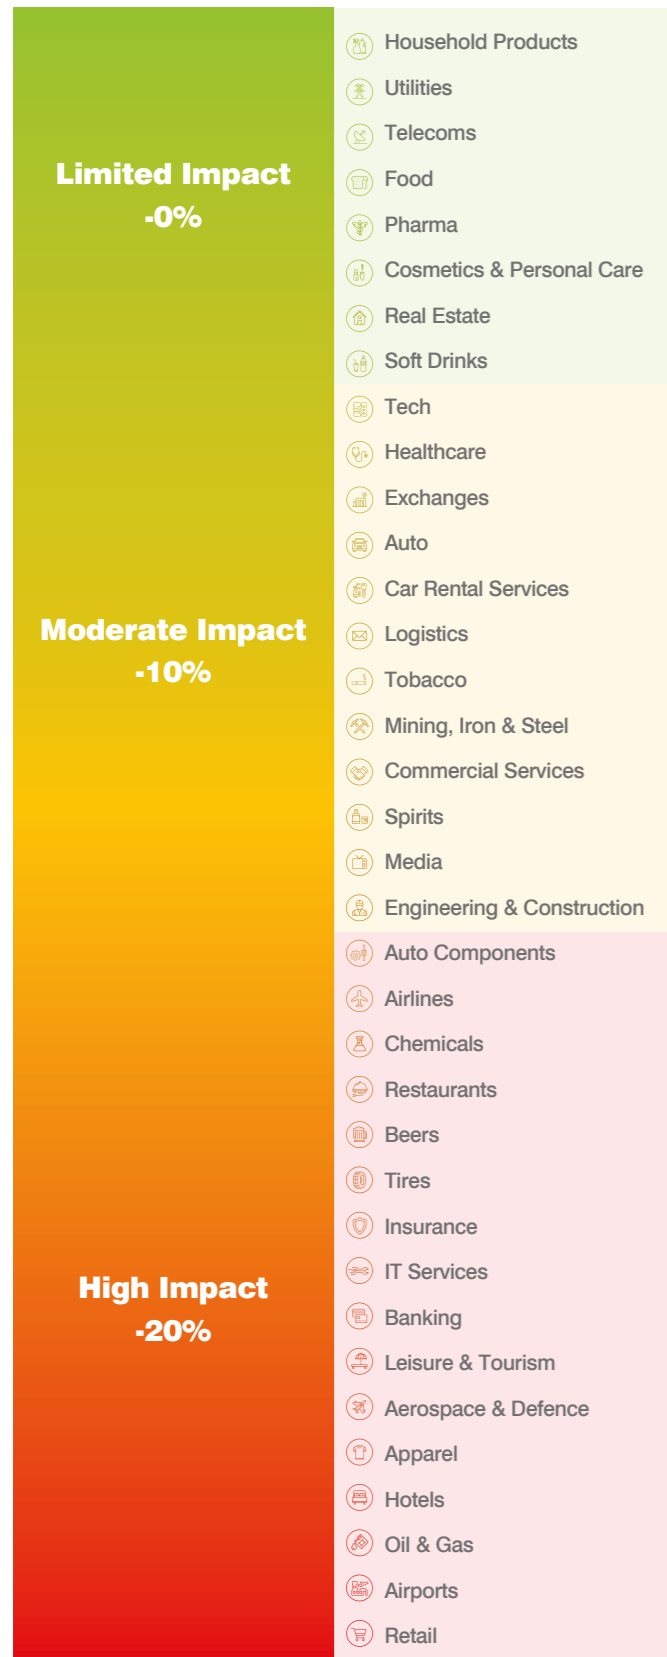 Limited Impact
-0%
Household Products
Utilities
Telecoms
Food
Pharma
Cosmetics & Personal Care
Real Estate
Soft Drinks
Moderate Impact
-10%
Tech
Healthcare
Exchanges
Auto
Car Rental Services
Logistics
Tobacco
Mining, Iron & Steel
Commercial Services
Spirits
Media
Engineering & Construction
High Impact
-20%
Auto Components
Airlines
Chemicals
Restaurants
Beers
Tires
Insurance
IT Services
Banking
Leisure & Tourism
Aerospace & Defence
Apparel
Hotels
Oil & Gas
Airports
Retail